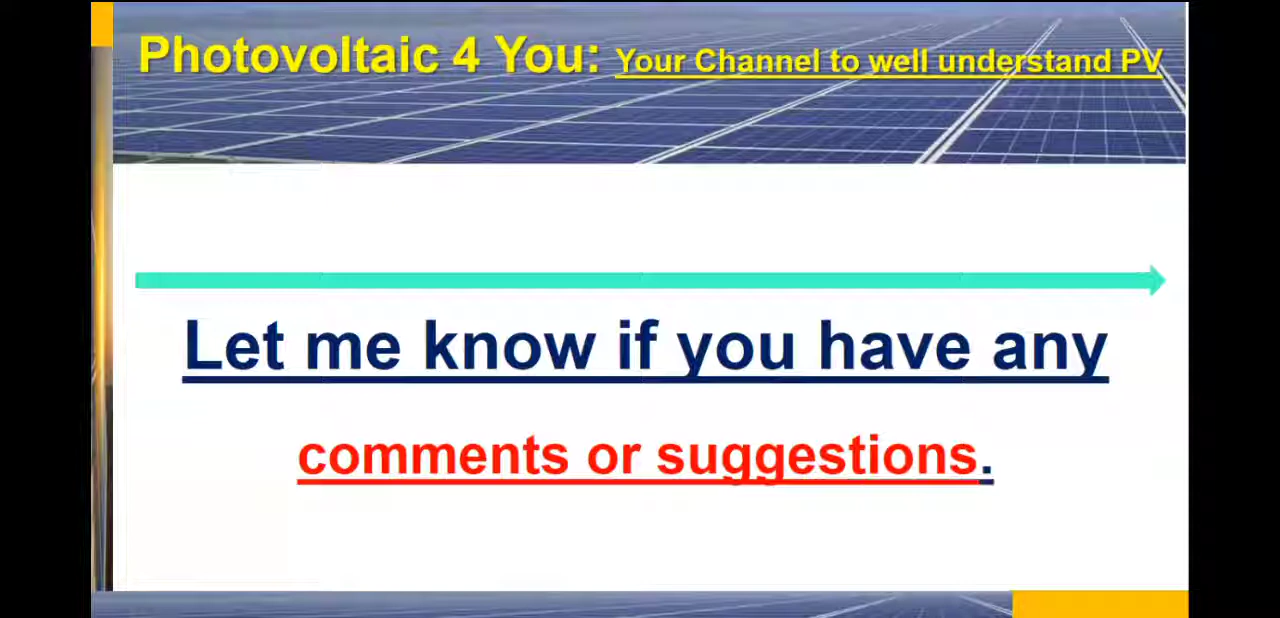 Photovoltaic 4 You: Your Channel to well understand PV
Let me know if you have any
comments or suggestions.